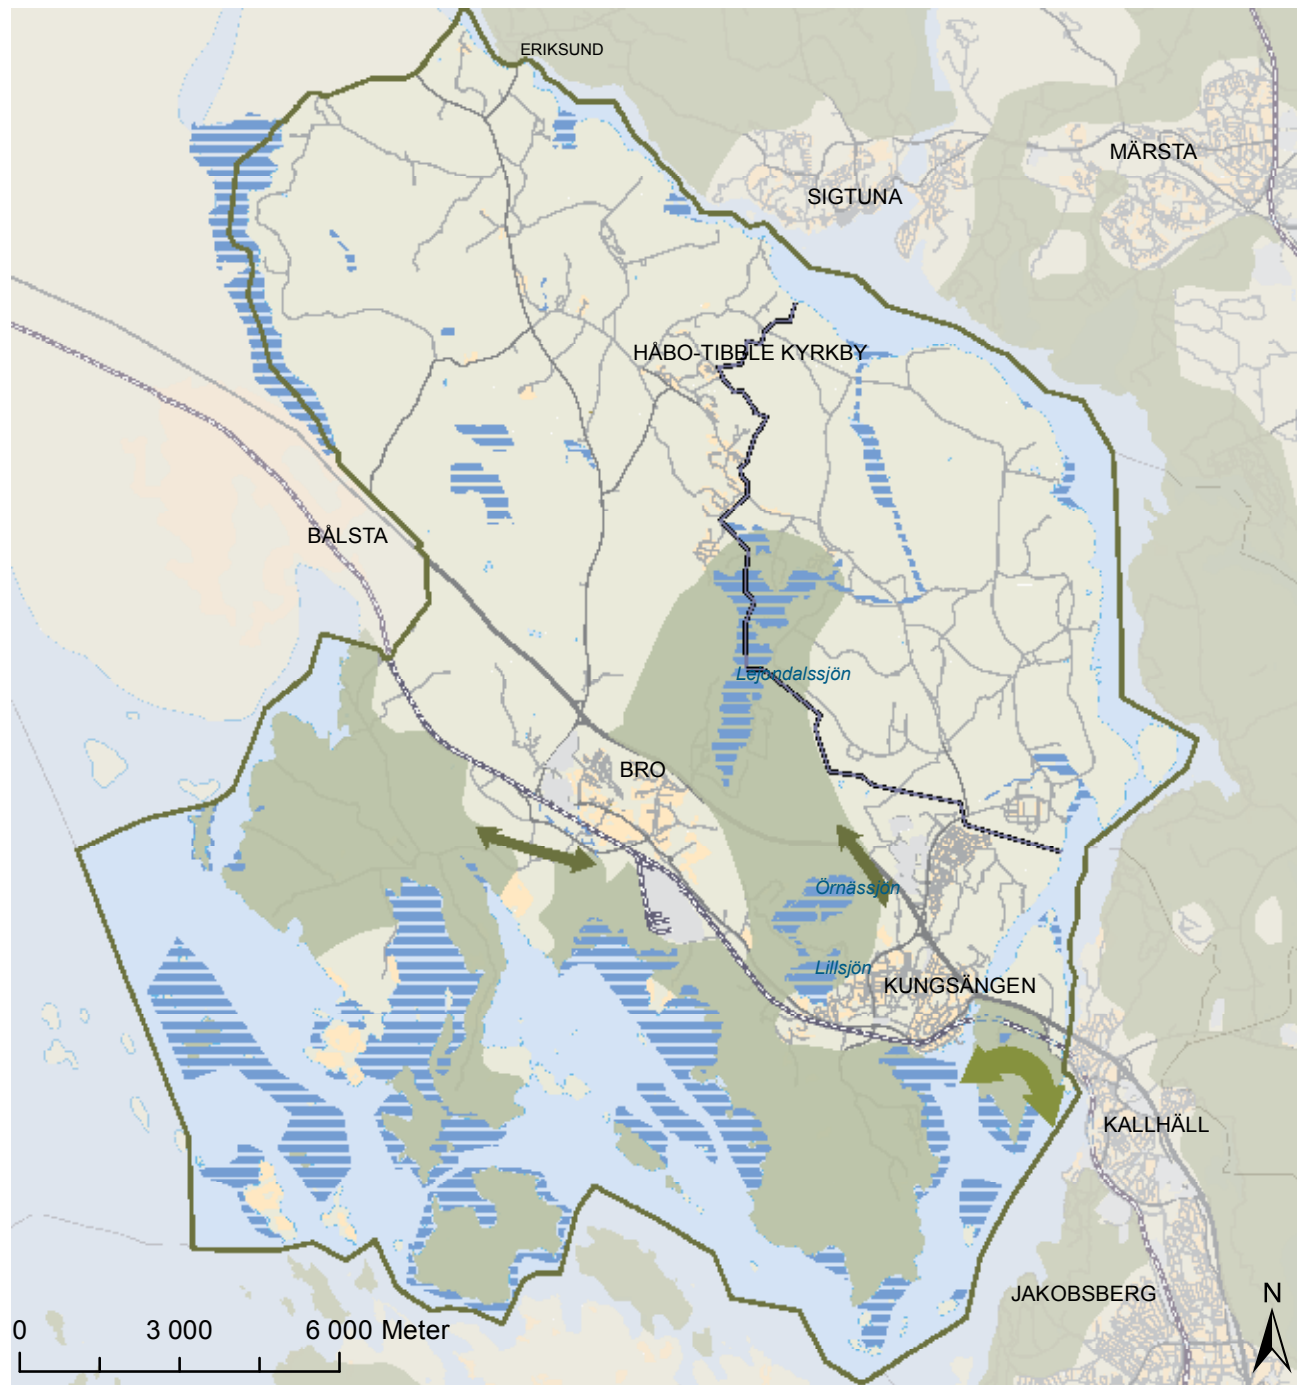 ERIKSUND
MÄRSTA
SIGTUNA
HÅBO-TIBBLE KYRKBY
BÅLSTA
Lejondalssjön
BRO
Örnässjön
Lillsjön
KUNGSÄNGEN
KALLHÄLL
JAKOBSBERG
N
0 3 000 6 000 Meter